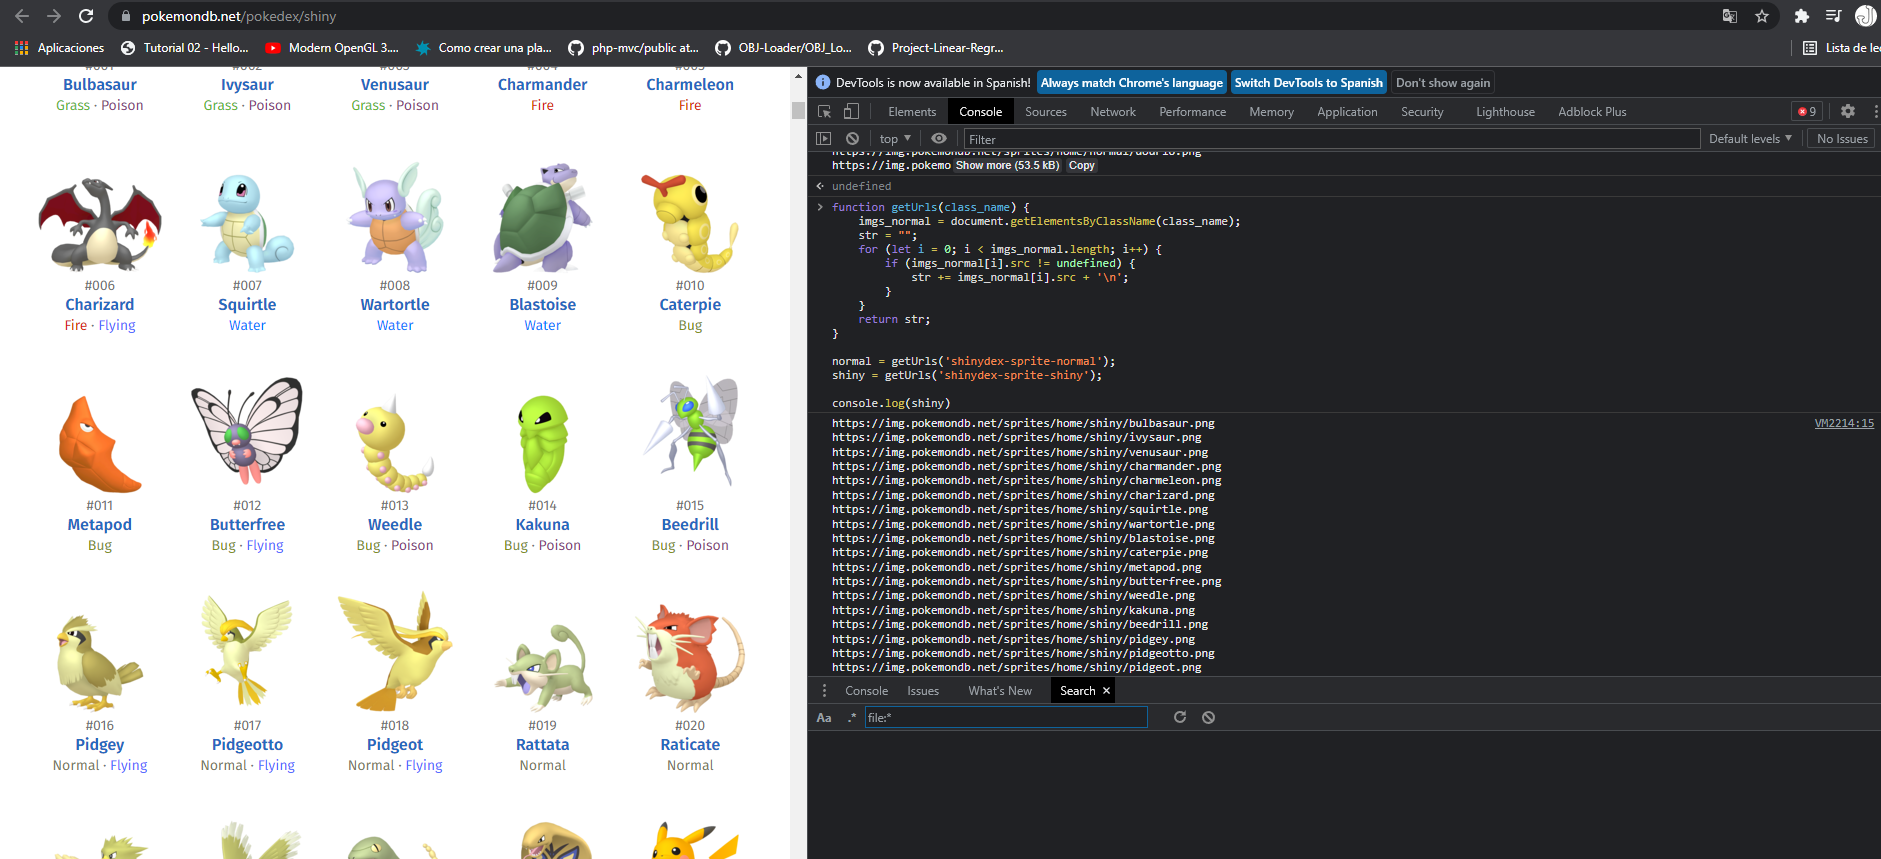 pokemondb.net/pokedex/shiny
Aplicaciones
Tutorial 02 - Hello...
Modern OpenGL 3....
Como crear una pla...
php-mvc/public at...
OBJ-Loader/OBJ_Lo...
Project-Linear-Regr...
Lista de le
#001 #002 #003 #004 #005
Bulbasaur Ivysaur Venusaur Charmander Charmeleon
Grass · Poison Grass · Poison Grass · Poison Fire Fire
#006 #007 #008 #009 #010
Charizard Squirtle Wartortle Blastoise Caterpie
Fire · Flying Water Water Water Bug
#011 #012 #013 #014 #015
Metapod Butterfree Weedle Kakuna Beedrill
Bug Bug · Flying Bug · Poison Bug · Poison Bug · Poison
#016 #017 #018 #019 #020
Pidgey Pidgeotto Pidgeot Rattata Raticate
Normal · Flying Normal · Flying Normal · Flying Normal Normal
DevTools is now available in Spanish! Always match Chrome's language Switch DevTools to Spanish Don't show again
Elements Console Sources Network Performance Memory Application Security Lighthouse Adblock Plus 9
top Filter Default levels No Issues
https://img.pokemondb.net/sprites/home/normal/dourib.png
https://img.pokemo Show more (53.5 kB) Copy
undefined
function getUrls(class_name) {
imgs_normal = document.getElementsByClassName(class_name);
str = "";
for (let i = 0; i < imgs_normal.length; i++) {
if (imgs_normal[i].src != undefined) {
str += imgs_normal[i].src + '\n';
}
}
return str;
}
normal = getUrls('shinydex-sprite-normal');
shiny = getUrls('shinydex-sprite-shiny');
console.log(shiny)
https://img.pokemondb.net/sprites/home/shiny/bulbasaur.png VM2214:15
https://img.pokemondb.net/sprites/home/shiny/ivysaur.png
https://img.pokemondb.net/sprites/home/shiny/venusaur.png
https://img.pokemondb.net/sprites/home/shiny/charmander.png
https://img.pokemondb.net/sprites/home/shiny/charmeleon.png
https://img.pokemondb.net/sprites/home/shiny/charizard.png
https://img.pokemondb.net/sprites/home/shiny/squirtle.png
https://img.pokemondb.net/sprites/home/shiny/wartortle.png
https://img.pokemondb.net/sprites/home/shiny/blastoise.png
https://img.pokemondb.net/sprites/home/shiny/caterpie.png
https://img.pokemondb.net/sprites/home/shiny/metapod.png
https://img.pokemondb.net/sprites/home/shiny/butterfree.png
https://img.pokemondb.net/sprites/home/shiny/weedle.png
https://img.pokemondb.net/sprites/home/shiny/kakuna.png
https://img.pokemondb.net/sprites/home/shiny/beedrill.png
https://img.pokemondb.net/sprites/home/shiny/pidgey.png
https://img.pokemondb.net/sprites/home/shiny/pidgeotto.png
https://img.pokemondb.net/sprites/home/shiny/pidgeot.png
Console Issues What's New Search
Aa .* file:*